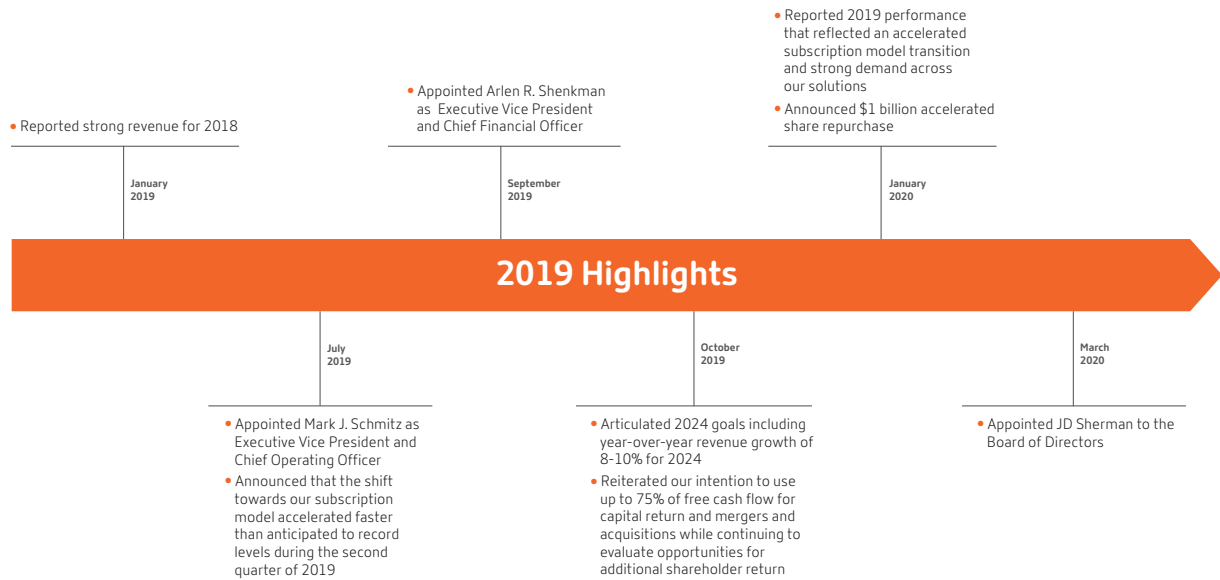 • Reported strong revenue for 2018
January
2019
• Appointed Arlen R. Shenkman
as Executive Vice President
and Chief Financial Officer
September
2019
• Reported 2019 performance
that reflected an accelerated
subscription model transition
and strong demand across
our solutions
• Announced $1 billion accelerated
share repurchase
January
2020
2019 Highlights
July
2019
• Appointed Mark J. Schmitz as
Executive Vice President and
Chief Operating Officer
• Announced that the shift
towards our subscription
model accelerated faster
than anticipated to record
levels during the second
quarter of 2019
October
2019
• Articulated 2024 goals including
year-over-year revenue growth of
8-10% for 2024
• Reiterated our intention to use
up to 75% of free cash flow for
capital return and mergers and
acquisitions while continuing to
evaluate opportunities for
additional shareholder return
March
2020
• Appointed JD Sherman to the
Board of Directors